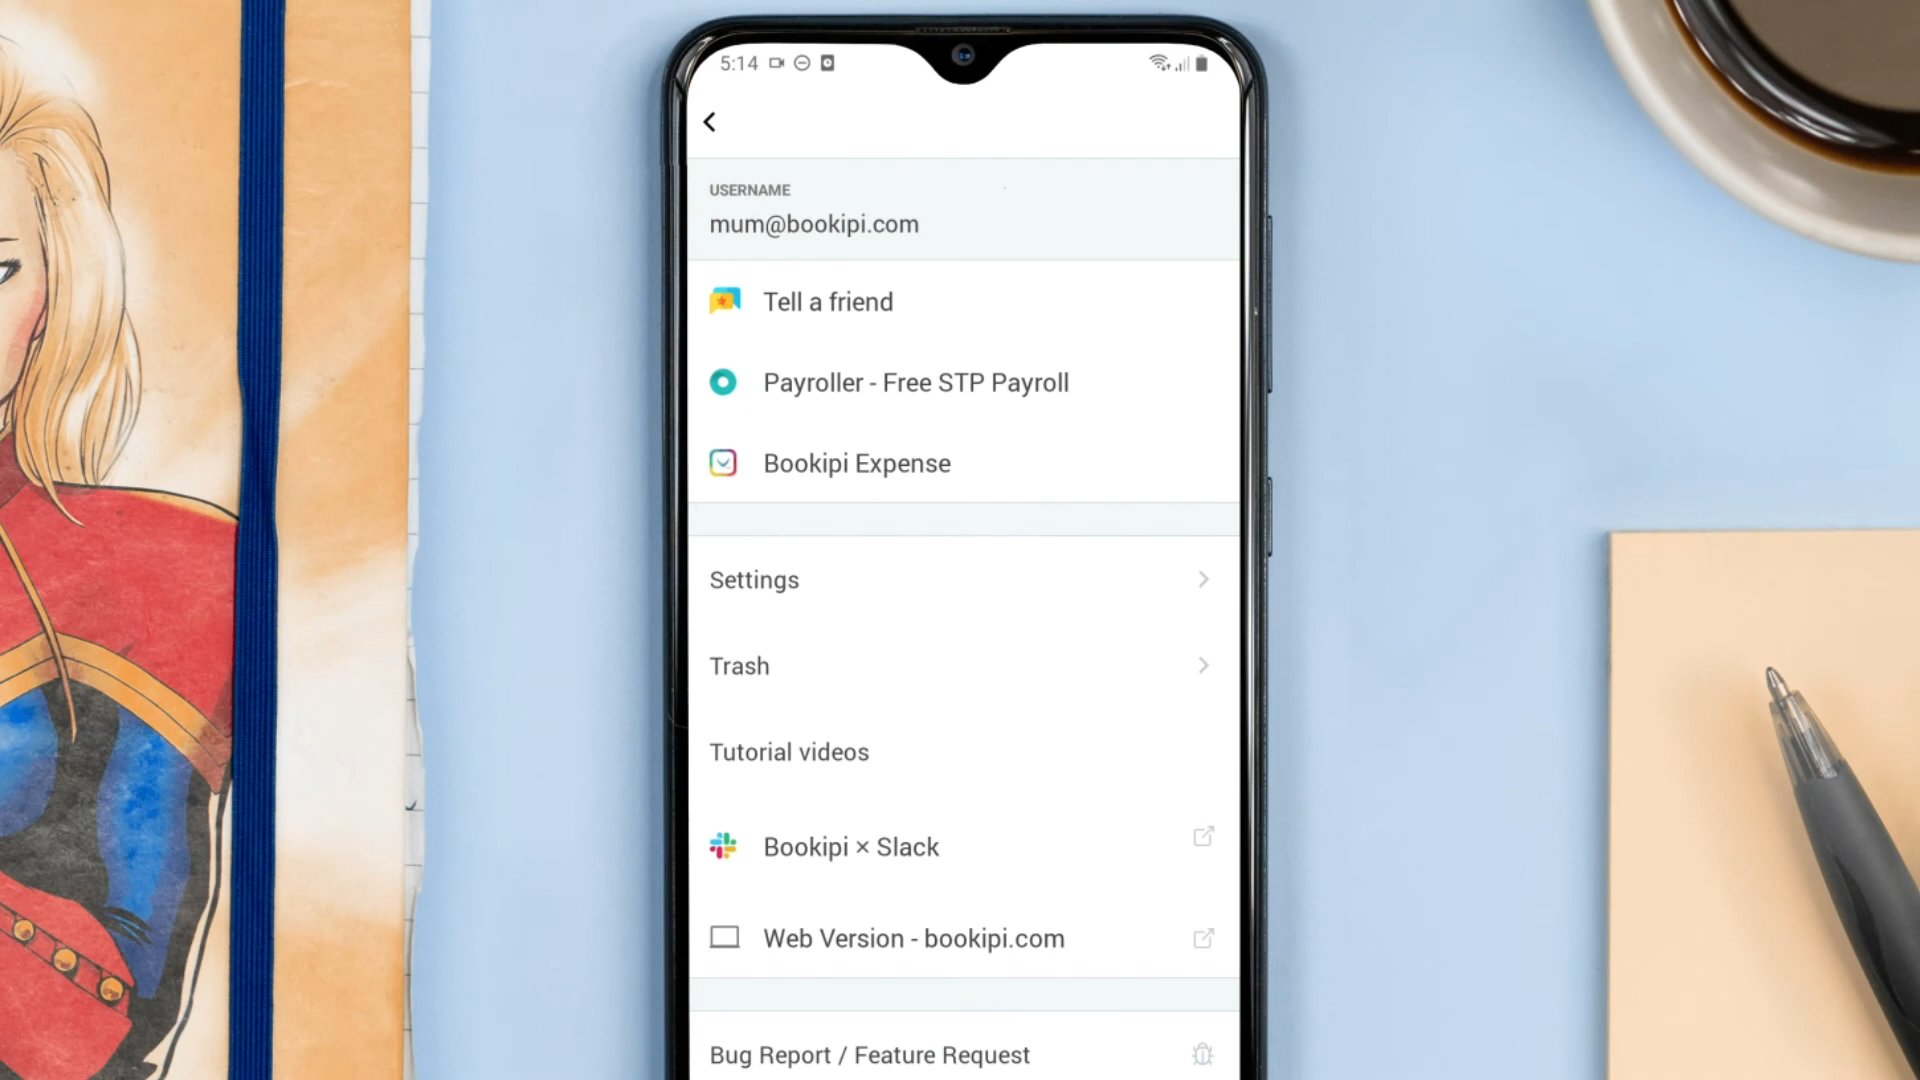 5:14
USERNAME
mum@bookipi.com
Tell a friend
Payroller - Free STP Payroll
Bookipi Expense
Settings
Trash
Tutorial videos
Bookipi × Slack
Web Version - bookipi.com
Bug Report / Feature Request